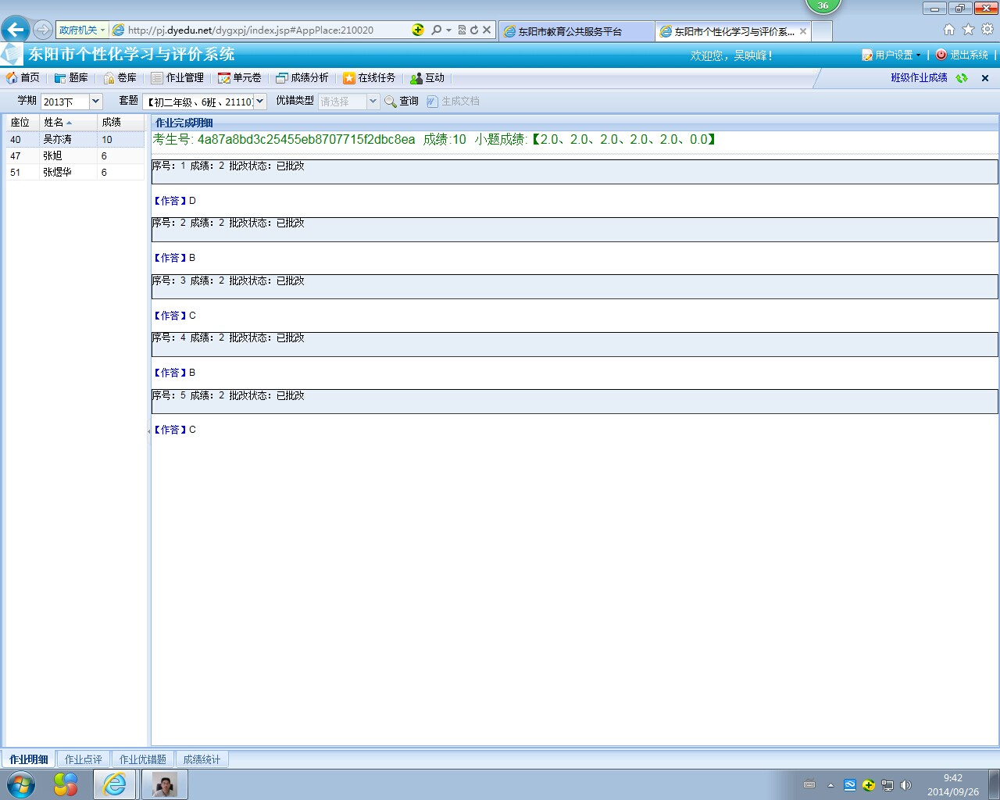 36
政府机关 http://pj.dyedu.net/dygxpj/index.jsp#AppPlace:210020 东阳市教育公共服务平台 东阳市个性化学习与评价系...
东阳市个性化学习与评价系统 欢迎您，吴映峰！ 用户设置 | 退出系统 |
首页 题库 卷库 作业管理 单元卷 成绩分析 在线任务 互动 班级作业成绩
学期 2013下 套题 【初二年级、6班、21110 优错类型 请选择 查询 生成文档
座位 姓名 成绩
40 吴亦涛 10
47 张旭 6
51 张煜华 6
作业完成明细
考生号: 4a87a8bd3c25455eb8707715f2dbc8ea 成绩:10 小题成绩:【2.0、2.0、2.0、2.0、2.0、0.0】
序号：1 成绩：2 批改状态：已批改
【作答】D
序号：2 成绩：2 批改状态：已批改
【作答】B
序号：3 成绩：2 批改状态：已批改
【作答】C
序号：4 成绩：2 批改状态：已批改
【作答】B
序号：5 成绩：2 批改状态：已批改
【作答】C
作业明细 作业点评 作业优错题 成绩统计
9:42
2014/09/26